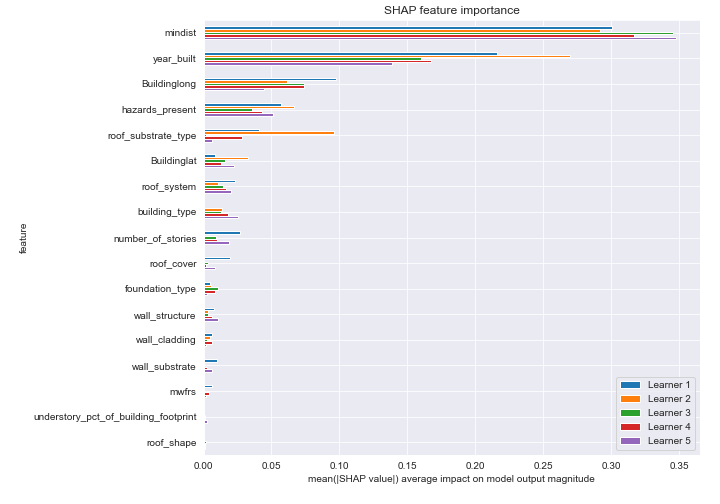 SHAP feature importance
mindist
year_built
Buildinglong
hazards_present
roof_substrate_type
Buildinglat
roof_system
building_type
number_of_stories
roof_cover
foundation_type
wall_structure
wall_cladding
wall_substrate
mwfrs
understory_pct_of_building_footprint
roof_shape
feature
Learner 1
Learner 2
Learner 3
Learner 4
Learner 5
0.00 0.05 0.10 0.15 0.20 0.25 0.30 0.35
mean(|SHAP value|) average impact on model output magnitude